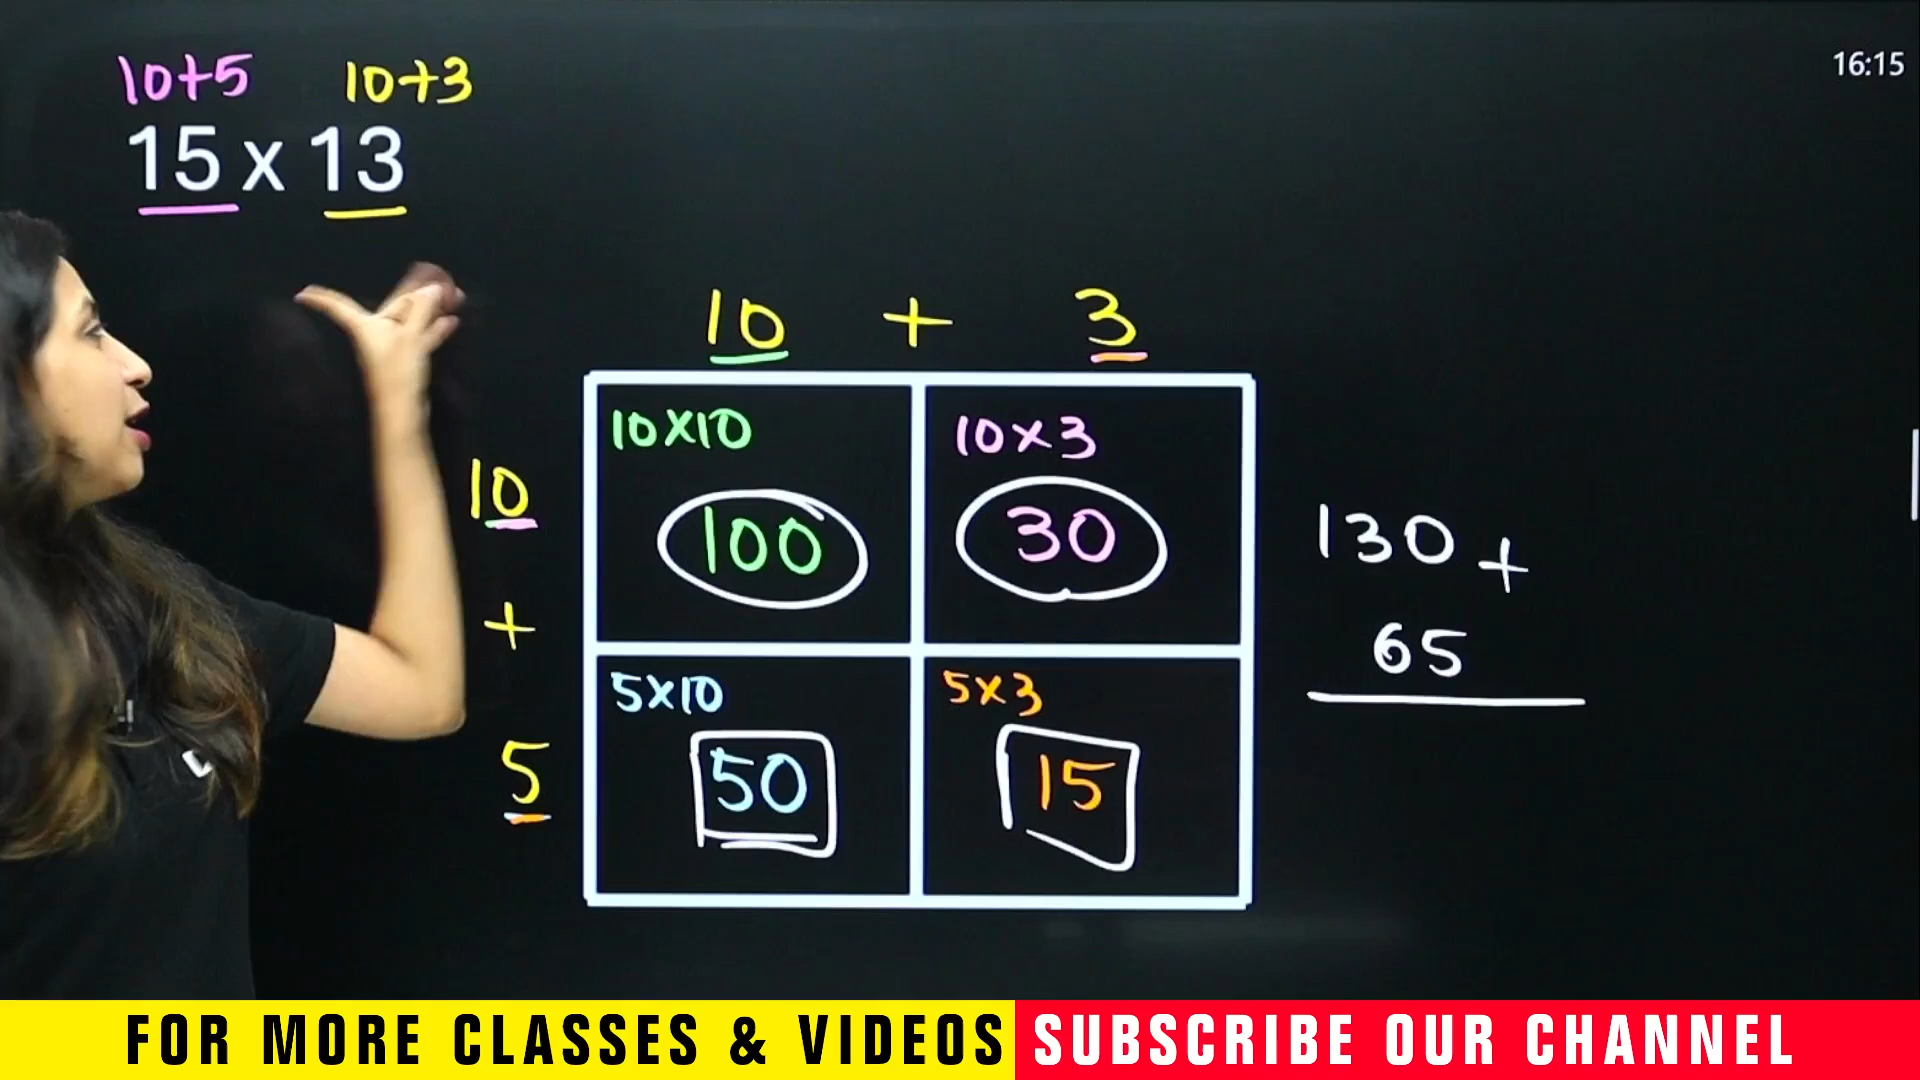 16:15
10+5 10+3
15 x 13
10 + 3
10x10 10x3
10 100 30 130 +
+
65
5x10 5x3
5 50 15
FOR MORE CLASSES & VIDEOS SUBSCRIBE OUR CHANNEL